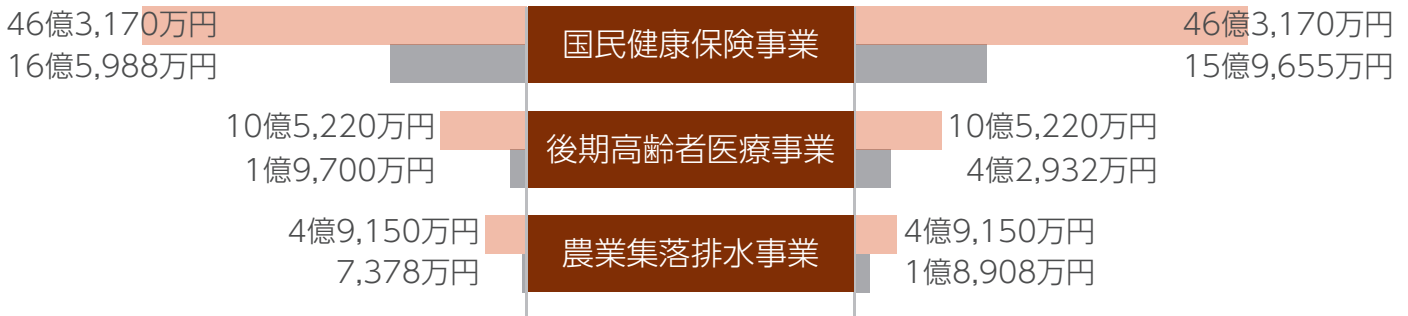 46億3,170万円
16億5,988万円
国民健康保険事業
46億3,170万円
15億9,655万円
10億5,220万円
1億9,700万円
後期高齢者医療事業
10億5,220万円
4億2,932万円
4億9,150万円
7,378万円
農業集落排水事業
4億9,150万円
1億8,908万円